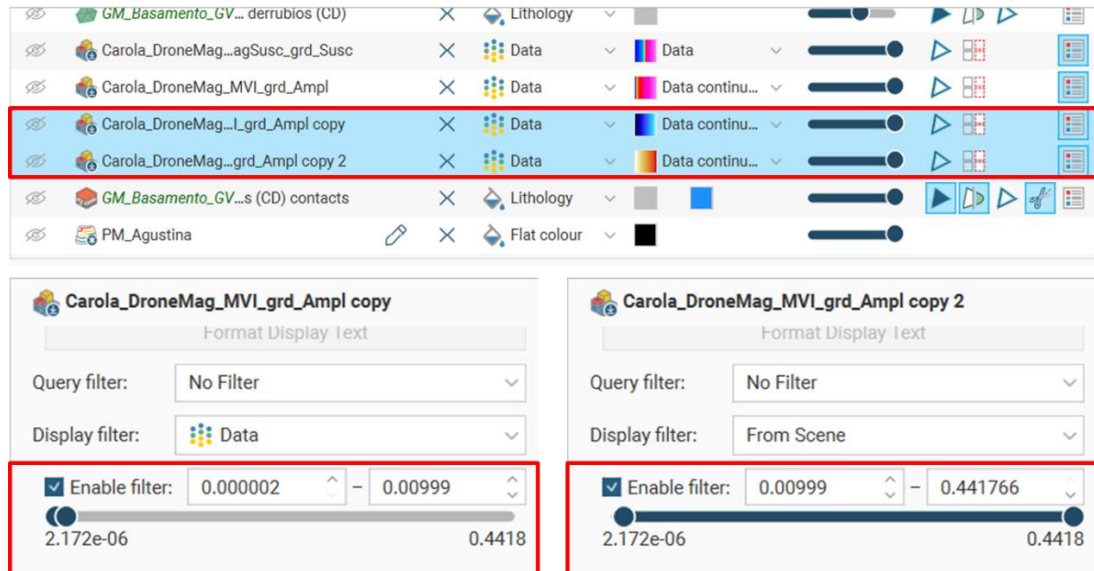 GM_Basamento_GV... derrubios (CD) Lithology
Carola_DroneMag...agSusc_grd_Susc Data Data
Carola_DroneMag_MVI_grd_Ampl Data Data continu...
Carola_DroneMag...I_grd_Ampl copy Data Data continu...
Carola_DroneMag...grd_Ampl copy 2 Data Data continu...
GM_Basamento_GV...s (CD) contacts Lithology
PM_Agustina Flat colour
Carola_DroneMag_MVI_grd_Ampl copy
Format Display Text
Query filter: No Filter
Display filter: Data
Enable filter: 0.000002 – 0.00999
2.172e-06 0.4418
Carola_DroneMag_MVI_grd_Ampl copy 2
Format Display Text
Query filter: No Filter
Display filter: From Scene
Enable filter: 0.00999 – 0.441766
2.172e-06 0.4418